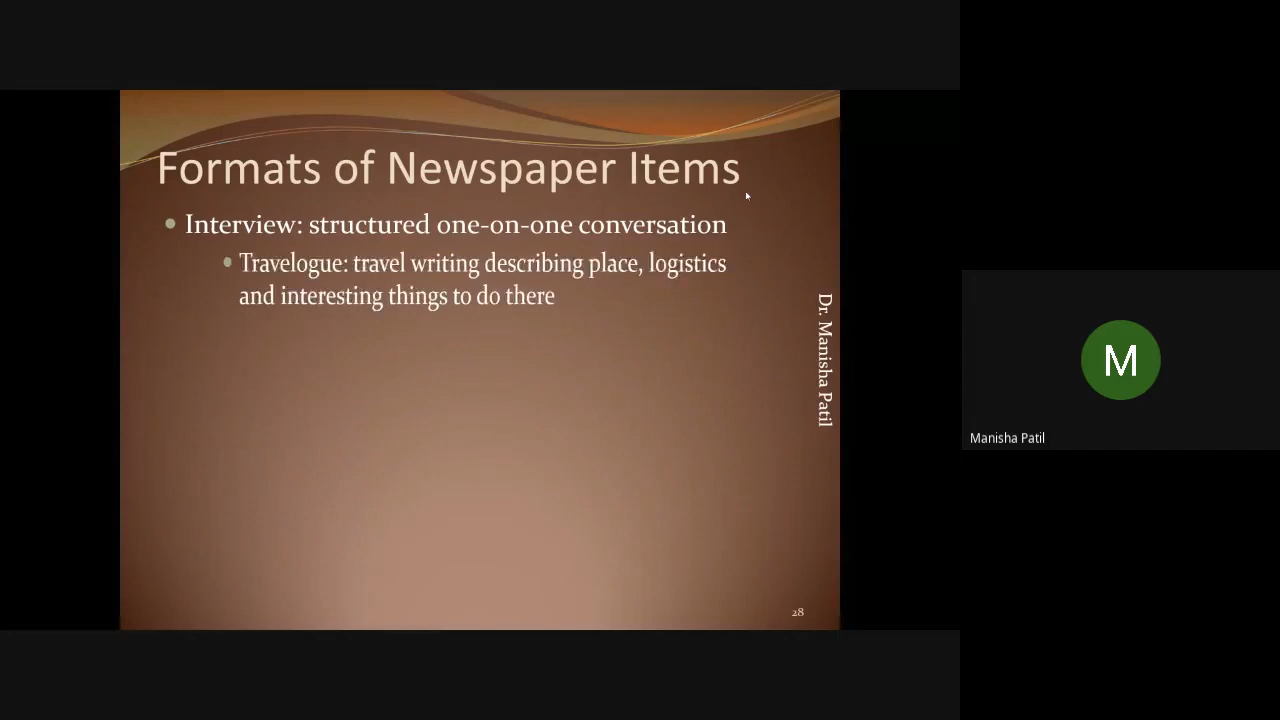 Formats of Newspaper Items
Interview: structured one-on-one conversation
Travelogue: travel writing describing place, logistics
and interesting things to do there
Dr. Manisha Patil
28
M
Manisha Patil